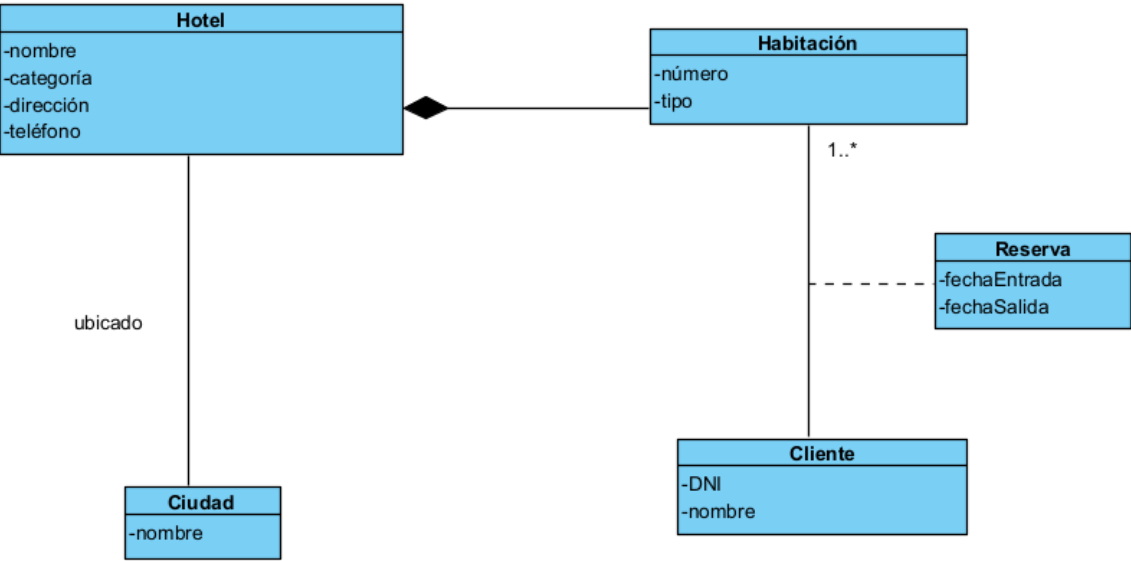 Hotel
-nombre
-categoría
-dirección
-teléfono
Habitación
-número
-tipo
1..*
Reserva
-fechaEntrada
-fechaSalida
ubicado
Cliente
-DNI
-nombre
Ciudad
-nombre